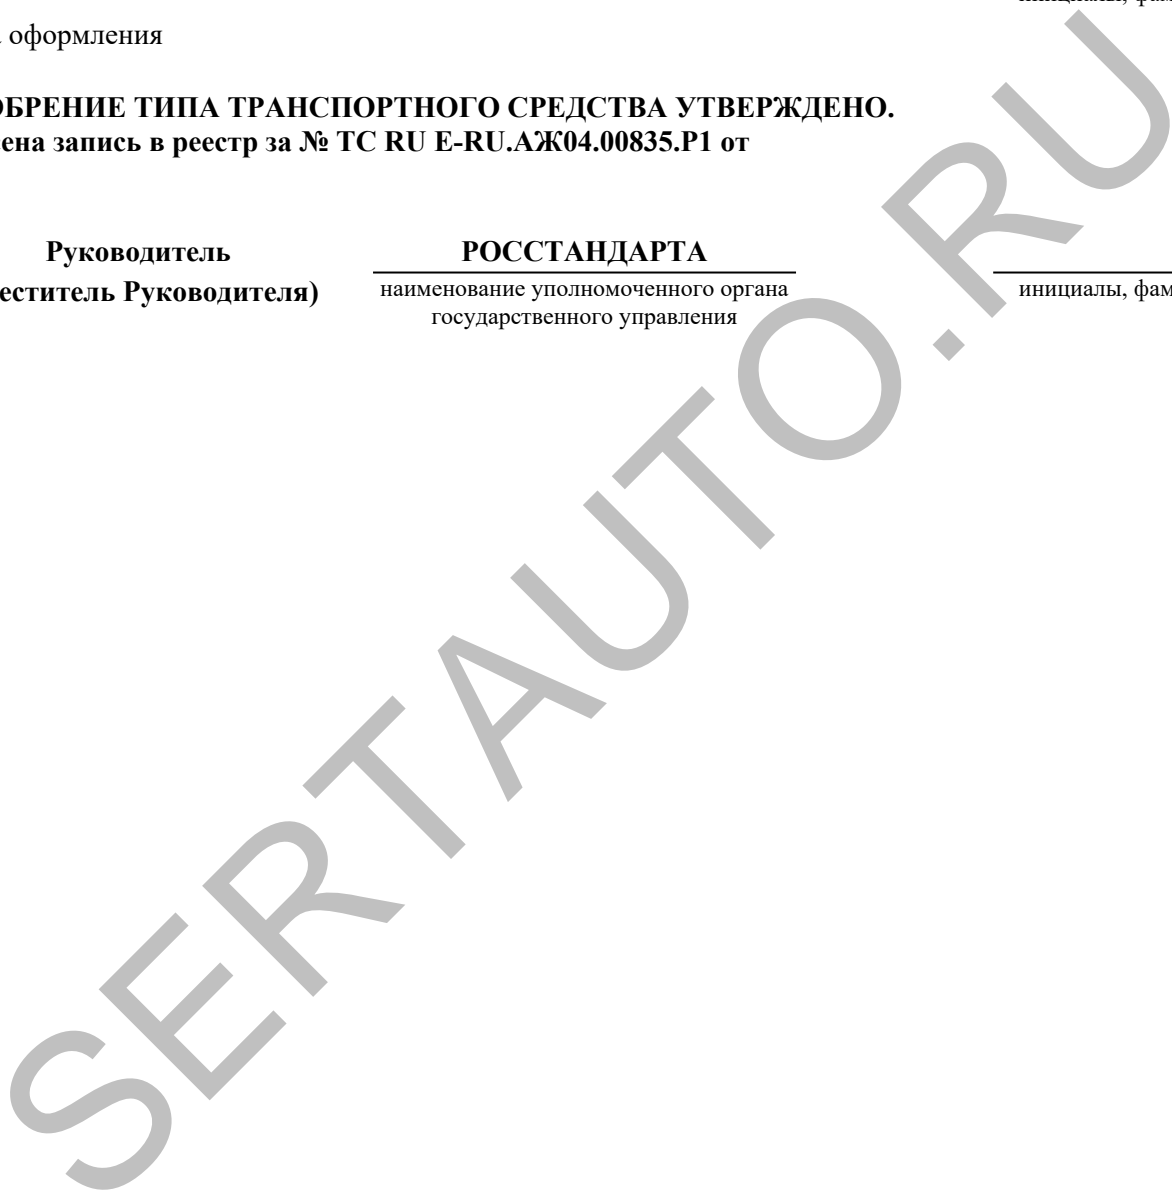 оформления
ОБРЕНИЕ ТИПА ТРАНСПОРТНОГО СРЕДСТВА УТВЕРЖДЕНО.
ена запись в реестр за № ТС RU Е-RU.АЖ04.00835.Р1 от
Руководитель РОССТАНДАРТА
еститель Руководителя) наименование уполномоченного органа инициалы, фам
государственного управления
SERTAUTO.RU